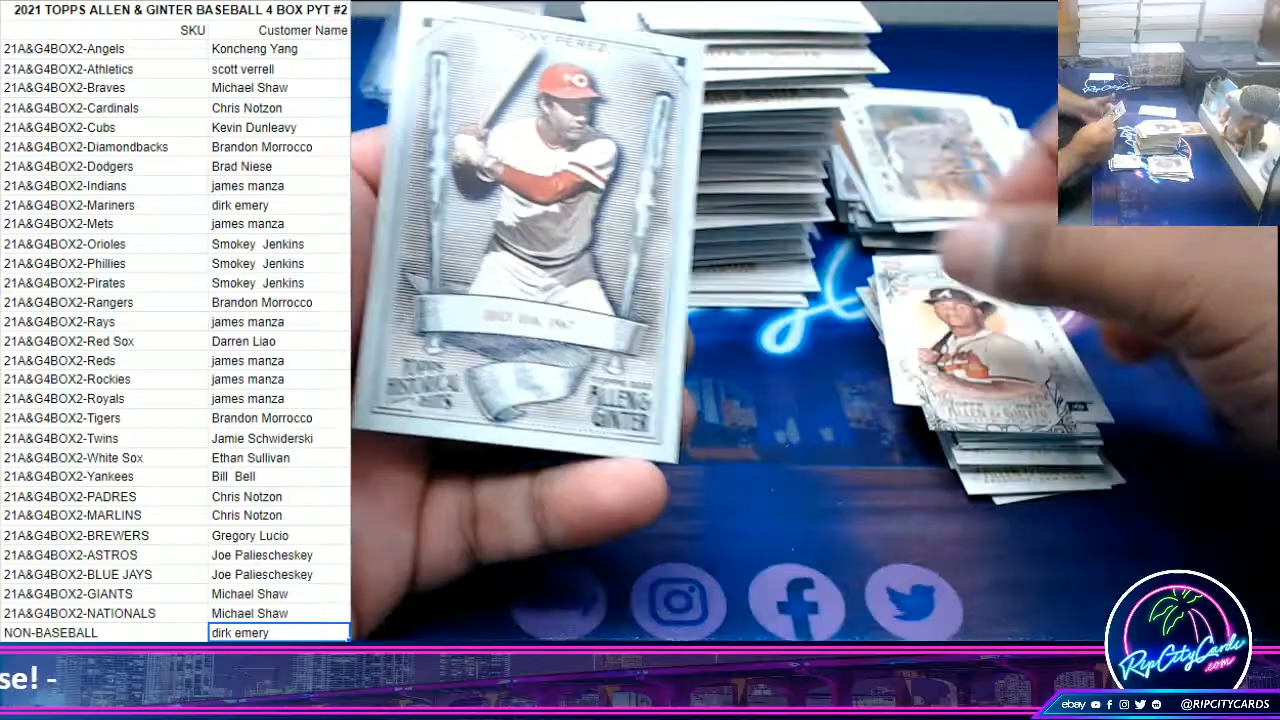 2021 TOPPS ALLEN & GINTER BASEBALL 4 BOX PYT #2
SKU Customer Name
21A&G4BOX2-Angels Koncheng Yang
21A&G4BOX2-Athletics scott verrell
21A&G4BOX2-Braves Michael Shaw
21A&G4BOX2-Cardinals Chris Notzon
21A&G4BOX2-Cubs Kevin Dunleavy
21A&G4BOX2-Diamondbacks Brandon Morrocco
21A&G4BOX2-Dodgers Brad Niese
21A&G4BOX2-Indians james manza
21A&G4BOX2-Mariners dirk emery
21A&G4BOX2-Mets james manza
21A&G4BOX2-Orioles Smokey Jenkins
21A&G4BOX2-Phillies Smokey Jenkins
21A&G4BOX2-Pirates Smokey Jenkins
21A&G4BOX2-Rangers Brandon Morrocco
21A&G4BOX2-Rays james manza
21A&G4BOX2-Red Sox Darren Liao
21A&G4BOX2-Reds james manza
21A&G4BOX2-Rockies james manza
21A&G4BOX2-Royals james manza
21A&G4BOX2-Tigers Brandon Morrocco
21A&G4BOX2-Twins Jamie Schwiderski
21A&G4BOX2-White Sox Ethan Sullivan
21A&G4BOX2-Yankees Bill Bell
21A&G4BOX2-PADRES Chris Notzon
21A&G4BOX2-MARLINS Chris Notzon
21A&G4BOX2-BREWERS Gregory Lucio
21A&G4BOX2-ASTROS Joe Paliescheskey
21A&G4BOX2-BLUE JAYS Joe Paliescheskey
21A&G4BOX2-GIANTS Michael Shaw
21A&G4BOX2-NATIONALS Michael Shaw
NON-BASEBALL dirk emery
TONY PEREZ
TOPPS
HISTORICAL
HITS
ALLEN &
GINTER
ALLEN & GINTER
RipCityCards
.com
se! -
ebay @RIPCITYCARDS